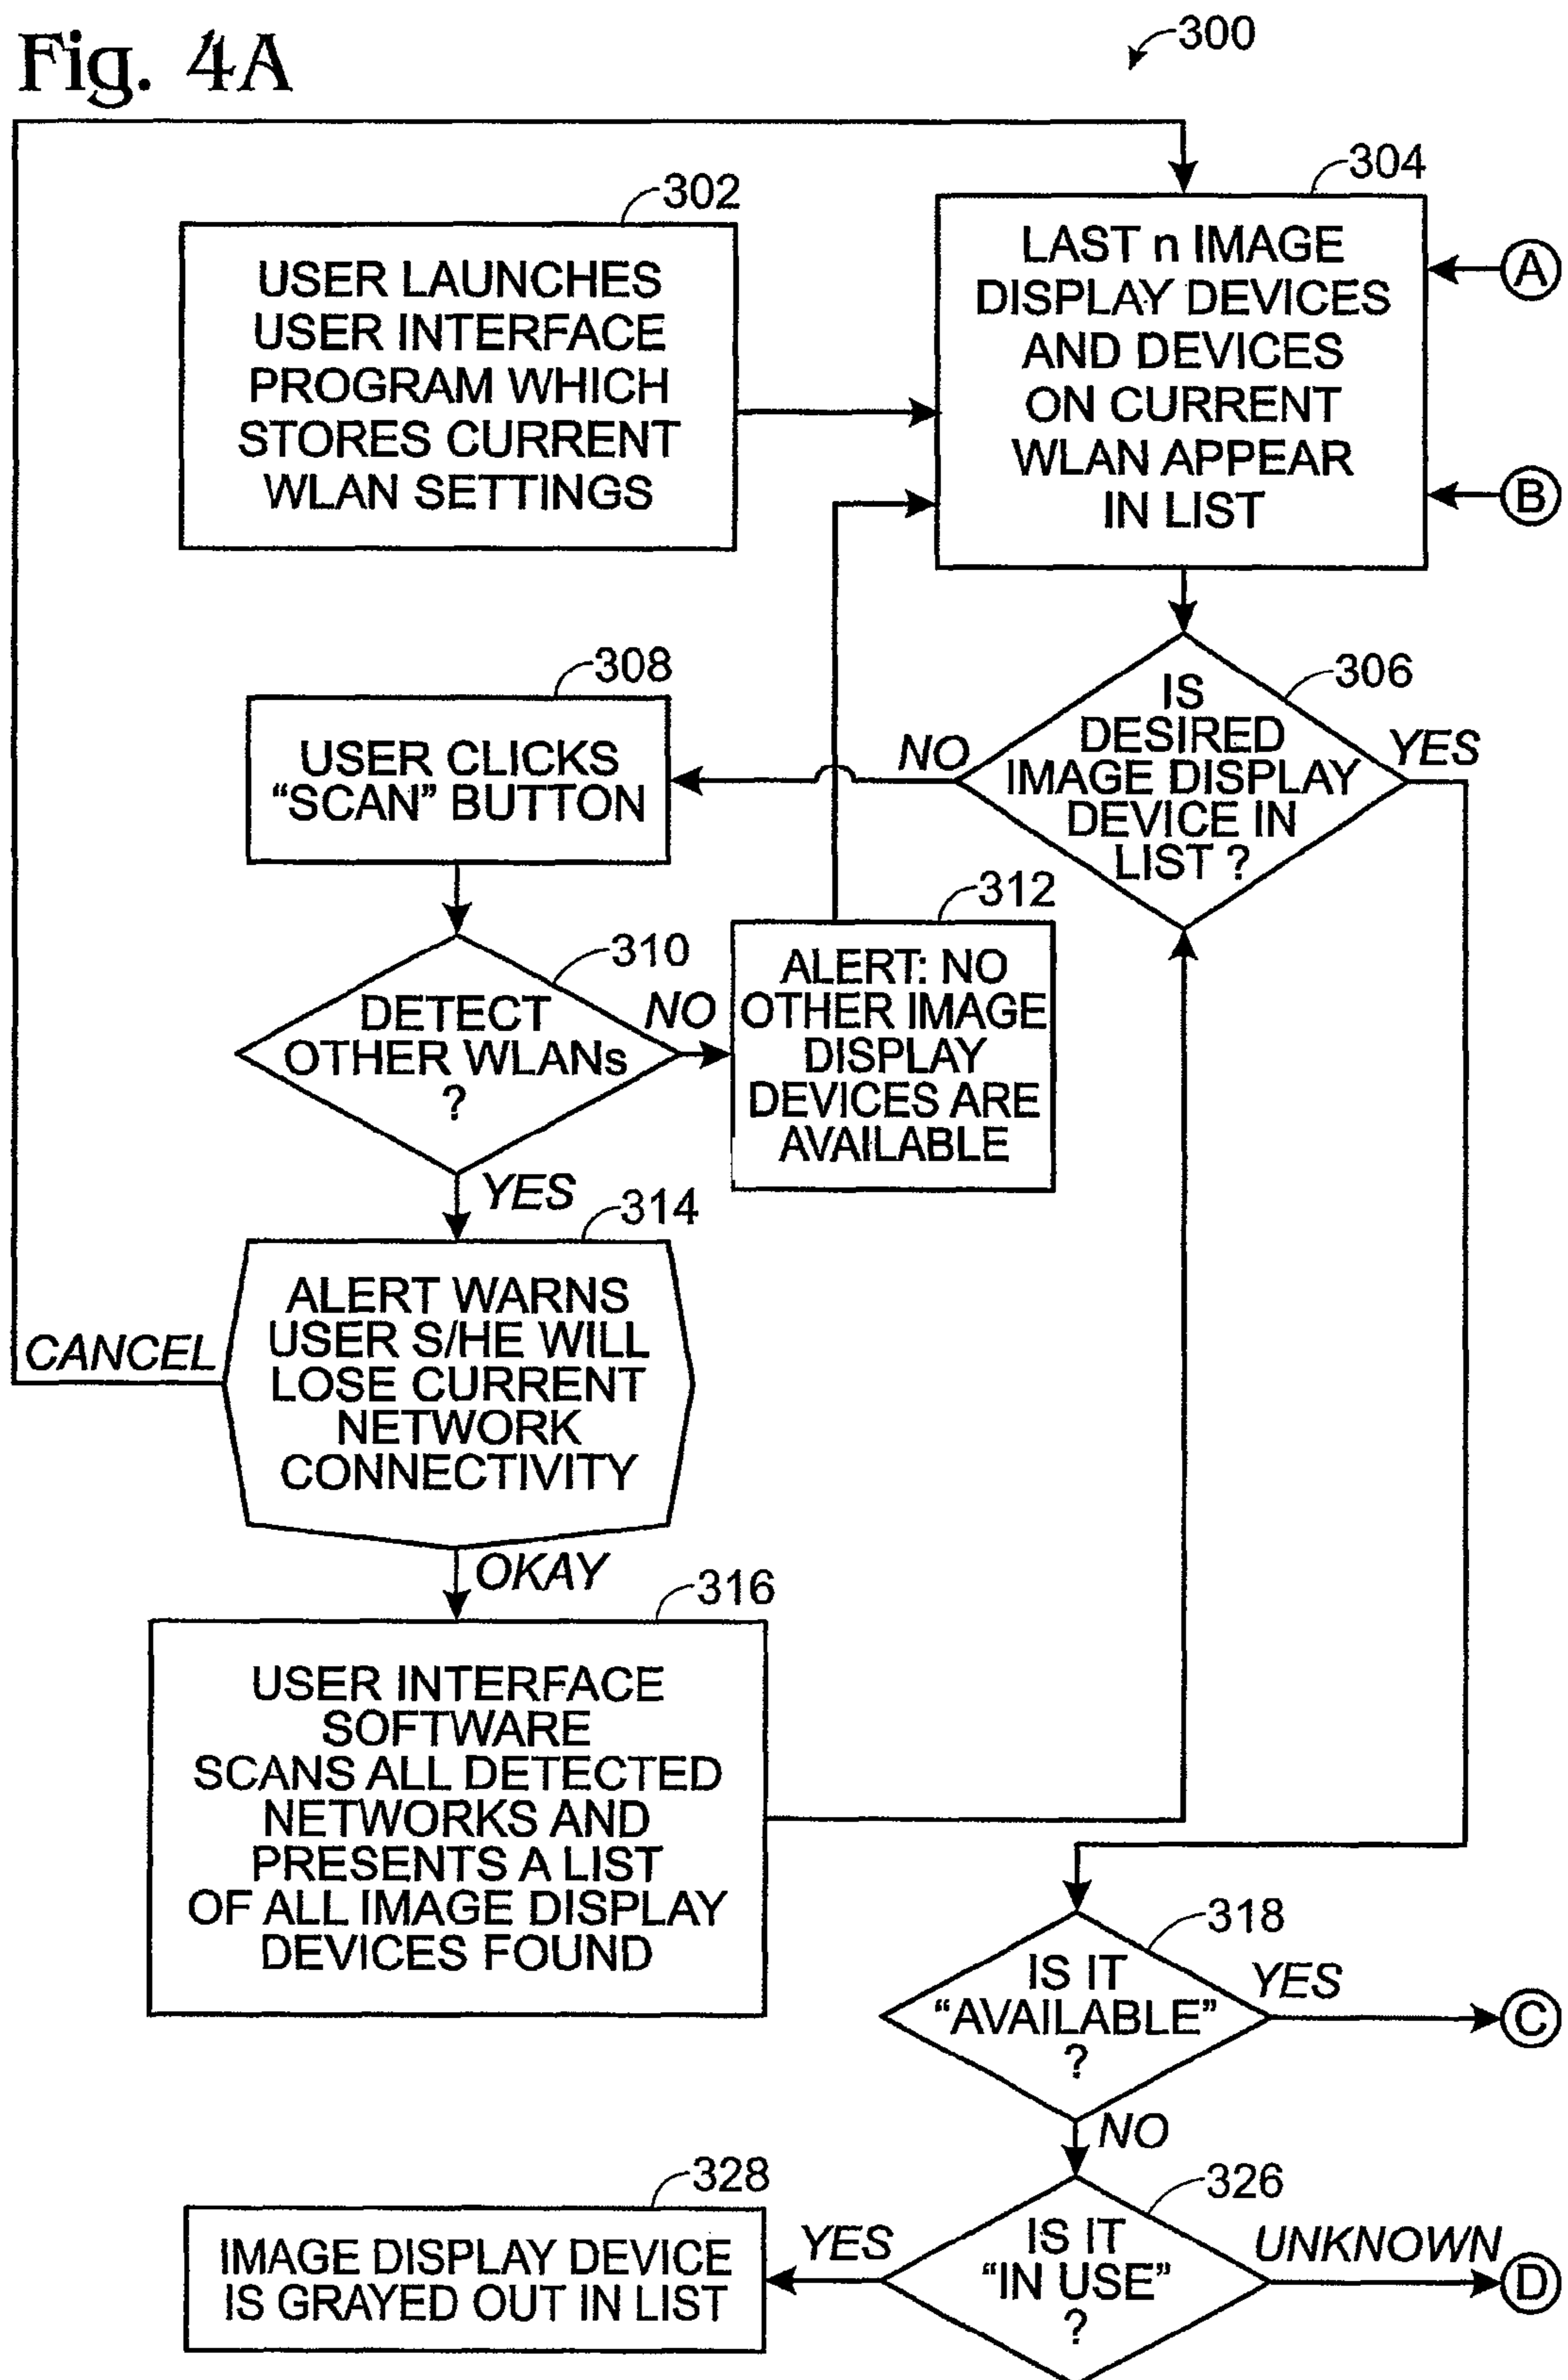 Fig. 4A
300
302
USER LAUNCHES
USER INTERFACE
PROGRAM WHICH
STORES CURRENT
WLAN SETTINGS
304
LAST n IMAGE
DISPLAY DEVICES
AND DEVICES
ON CURRENT
WLAN APPEAR
IN LIST
A
B
306
IS
DESIRED
IMAGE DISPLAY
DEVICE IN
LIST ?
NO
YES
308
USER CLICKS
“SCAN” BUTTON
310
DETECT
OTHER WLANs
?
NO
YES
312
ALERT: NO
OTHER IMAGE
DISPLAY
DEVICES ARE
AVAILABLE
314
ALERT WARNS
USER S/HE WILL
LOSE CURRENT
NETWORK
CONNECTIVITY
CANCEL
OKAY
316
USER INTERFACE
SOFTWARE
SCANS ALL DETECTED
NETWORKS AND
PRESENTS A LIST
OF ALL IMAGE DISPLAY
DEVICES FOUND
318
IS IT
“AVAILABLE”
?
YES
C
NO
326
IS IT
“IN USE”
?
UNKNOWN
D
YES
328
IMAGE DISPLAY DEVICE
IS GRAYED OUT IN LIST